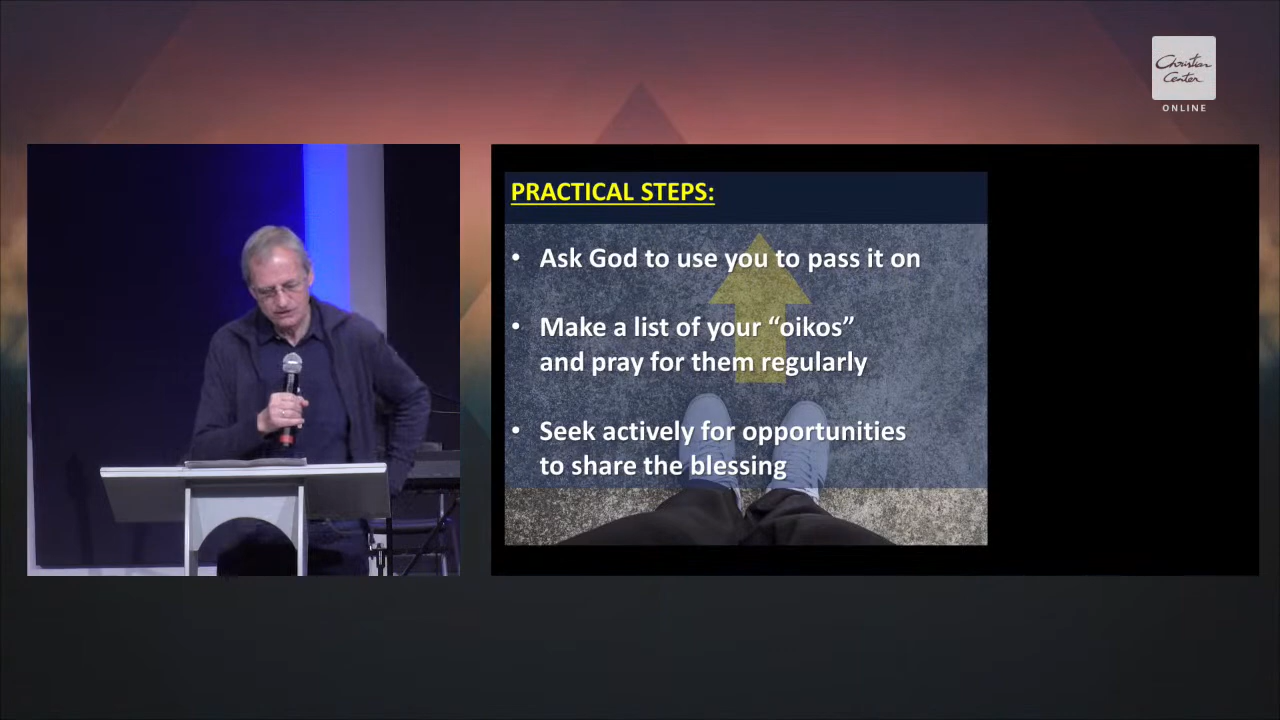 Christian
Center
ONLINE
PRACTICAL STEPS:
• Ask God to use you to pass it on
• Make a list of your “oikos”
and pray for them regularly
• Seek actively for opportunities
to share the blessing